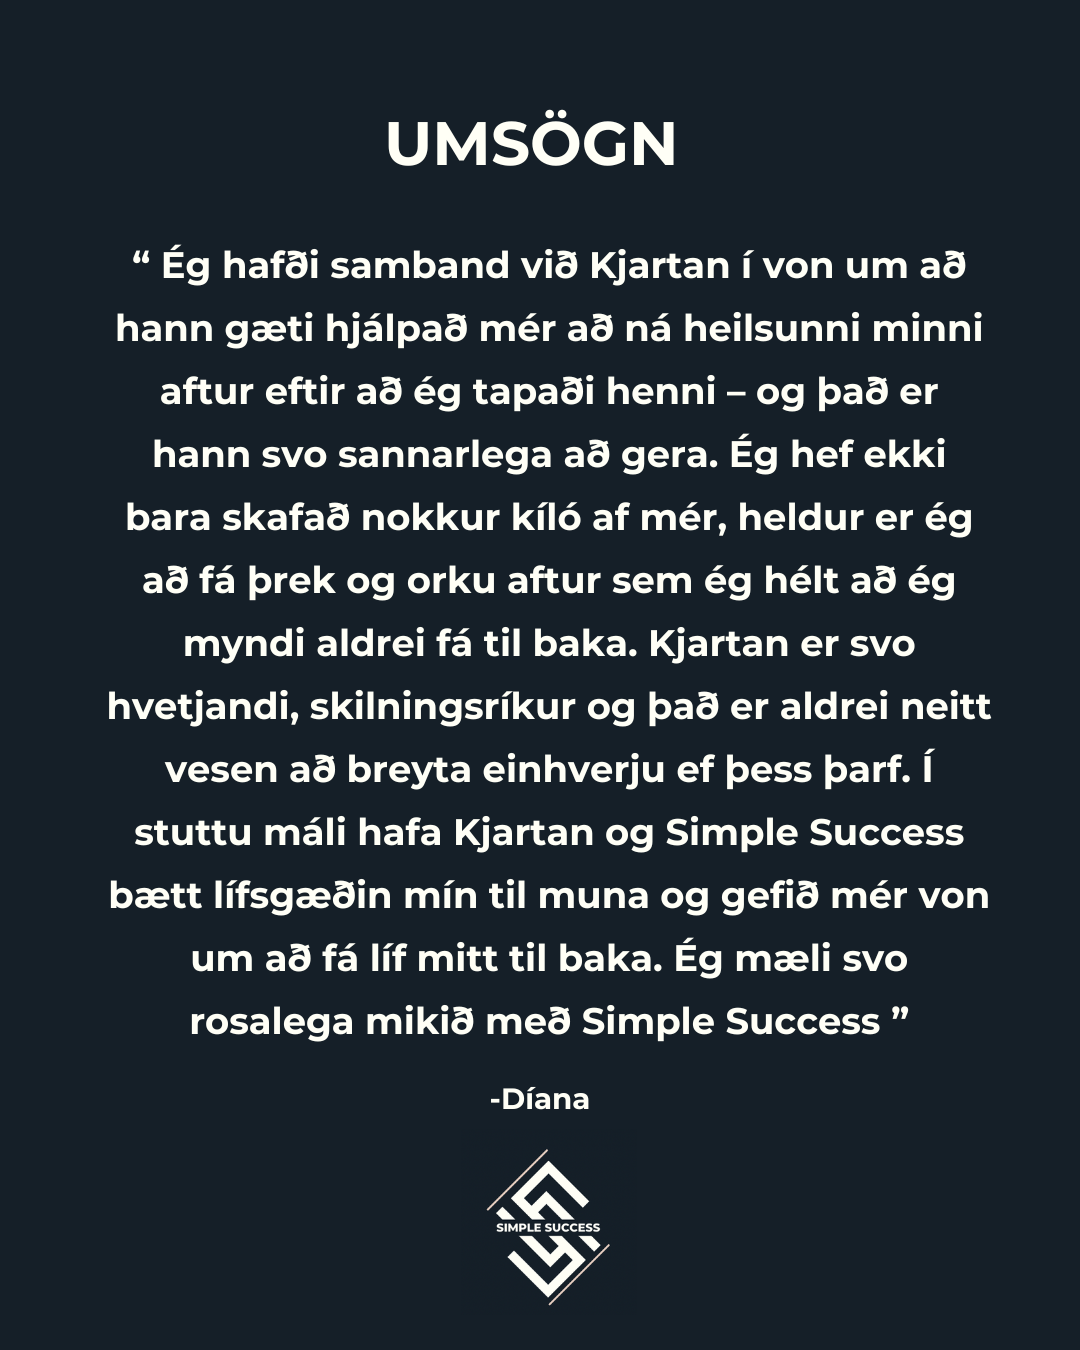 UMSÖGN
“ Ég hafði samband við Kjartan í von um að
hann gæti hjálpað mér að ná heilsunni minni
aftur eftir að ég tapaði henni – og það er
hann svo sannarlega að gera. Ég hef ekki
bara skafað nokkur kíló af mér, heldur er ég
að fá þrek og orku aftur sem ég hélt að ég
myndi aldrei fá til baka. Kjartan er svo
hvetjandi, skilningsríkur og það er aldrei neitt
vesen að breyta einhverju ef þess þarf. Í
stuttu máli hafa Kjartan og Simple Success
bætt lífsgæðin mín til muna og gefið mér von
um að fá líf mitt til baka. Ég mæli svo
rosalega mikið með Simple Success ”
-Díana
SIMPLE SUCCESS